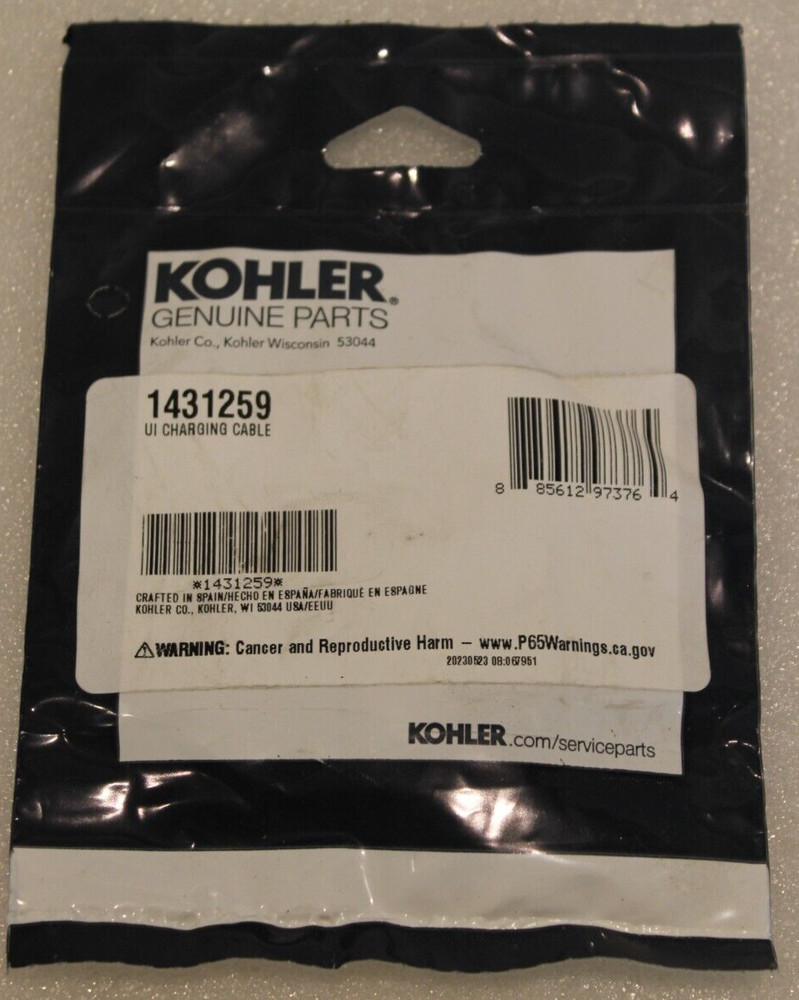 KOHLER®
GENUINE PARTS
Kohler Co., Kohler Wisconsin 53044
1431259
UI CHARGING CABLE
8 85612 97376 4
*1431259*
CRAFTED IN SPAIN/HECHO EN ESPAÑA/FABRIQUÉ EN ESPAGNE
KOHLER CO., KOHLER, WI 53044 USA/EEUU
⚠WARNING: Cancer and Reproductive Harm – www.P65Warnings.ca.gov
20230523
KOHLER.com/serviceparts